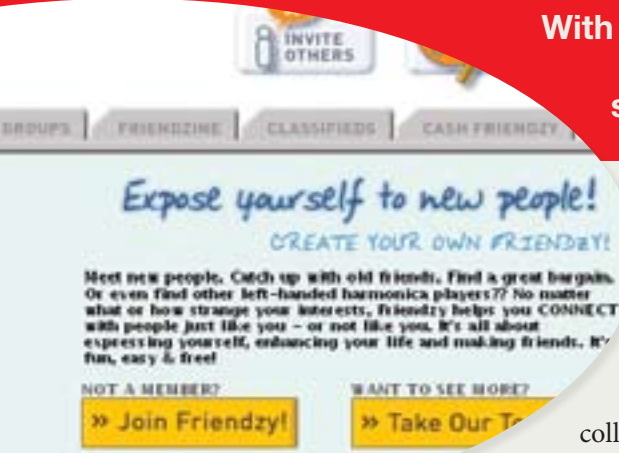 With
INVITE
OTHERS
s
GROUPS FRIENDZINE CLASSIFIEDS CASH FRIENDZY
Expose yourself to new people!
CREATE YOUR OWN FRIENDZY!
Meet new people. Catch up with old friends. Find a great bargain.
Or even find other left-handed harmonica players?? No matter
what or how strange your interests, Friendzy helps you CONNECT
with people just like you – or not like you. It's all about
expressing yourself, enhancing your life and making friends. It's
fun, easy & free!
NOT A MEMBER? WANT TO SEE MORE?
» Join Friendzy! » Take Our To
coll